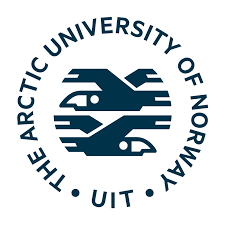 THE ARCTIC UNIVERSITY OF NORWAY
• UIT •